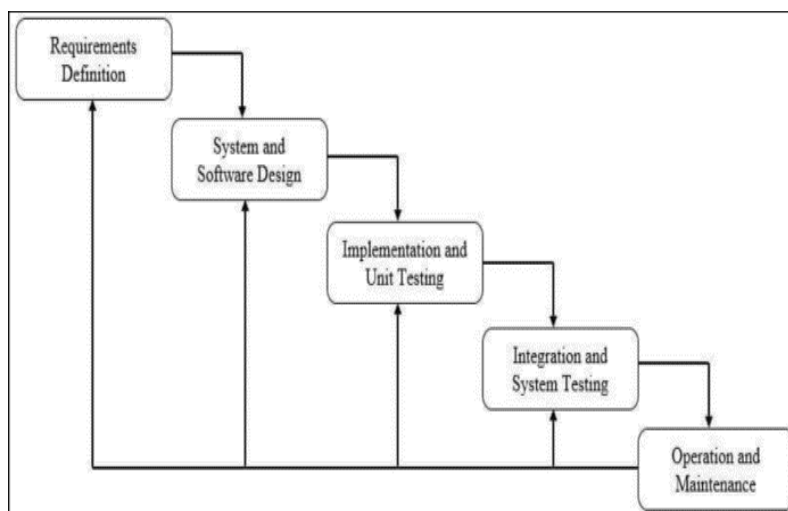 Requirements
Definition
System and
Software Design
Implementation and
Unit Testing
Integration and
System Testing
Operation and
Maintenance